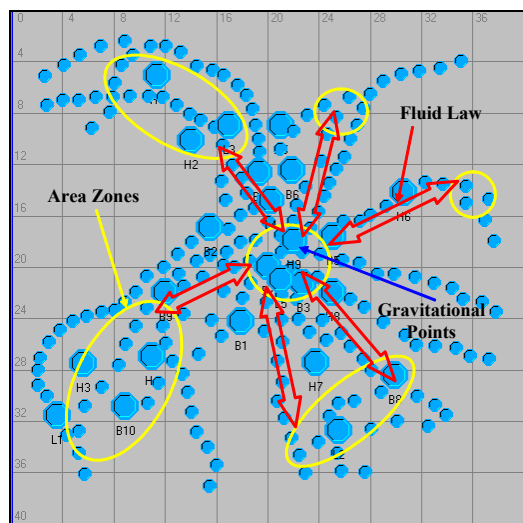 0 4 8 12 16 20 24 28 32 36
4
8
Fluid Law
H2
12
B6
Area Zones
16
H6
B2
20
H9
Gravitational
Points
B3
24
B9
B1
28
H3
H7
B8
32
L1
B10
36
40